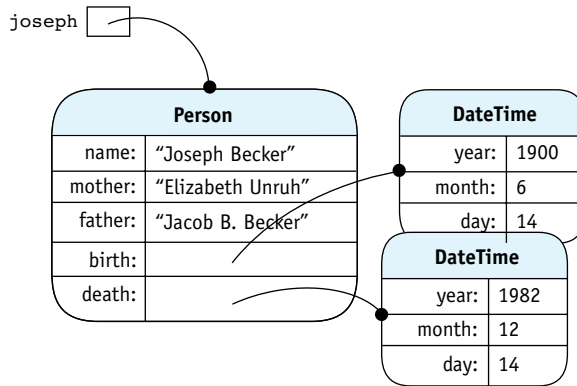 joseph
Person
name: “Joseph Becker”
mother: “Elizabeth Unruh”
father: “Jacob B. Becker”
birth:
death:
DateTime
year: 1900
month: 6
day: 14
DateTime
year: 1982
month: 12
day: 14